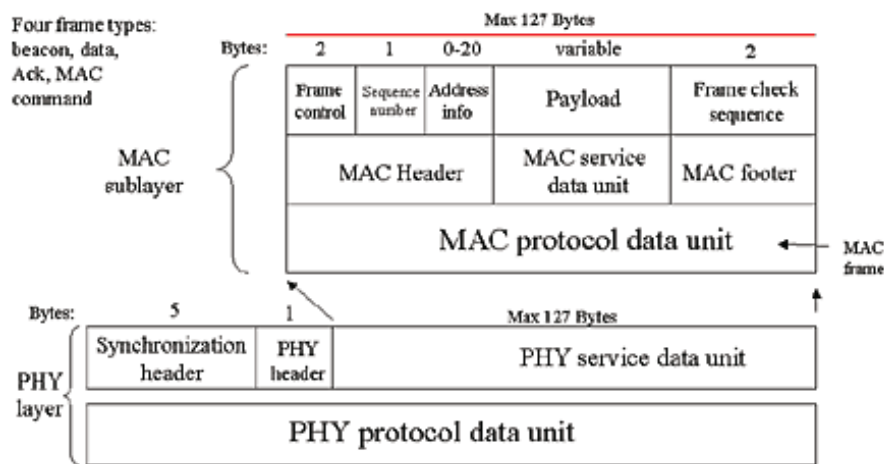 Four frame types:
beacon, data,
Ack, MAC
command
Max 127 Bytes
Bytes: 2 1 0-20 variable 2
Frame control
Sequence number
Address info
Payload
Frame check sequence
MAC sublayer
MAC Header
MAC service data unit
MAC footer
MAC protocol data unit
MAC frame
Bytes: 5 1 Max 127 Bytes
Synchronization header
PHY header
PHY service data unit
PHY layer
PHY protocol data unit